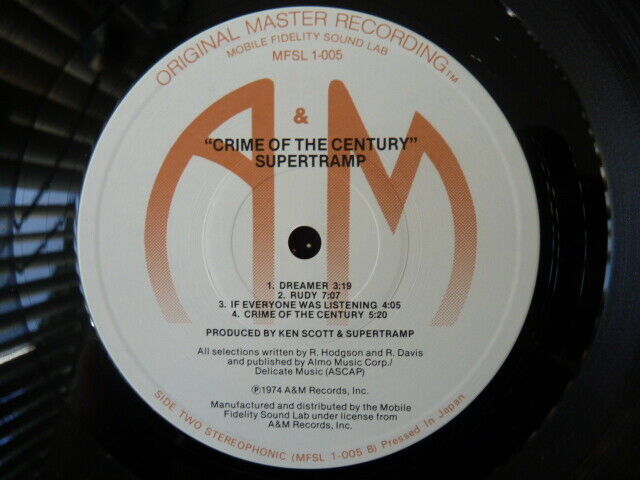 ORIGINAL MASTER RECORDING™
MOBILE FIDELITY SOUND LAB
MFSL 1-005
A & M
"CRIME OF THE CENTURY"
SUPERTRAMP
1. DREAMER 3:19
2. RUDY 7:07
3. IF EVERYONE WAS LISTENING 4:05
4. CRIME OF THE CENTURY 5:20
PRODUCED BY KEN SCOTT & SUPERTRAMP
All selections written by R. Hodgson and R. Davis
and published by Almo Music Corp./
Delicate Music (ASCAP)
℗1974 A&M Records, Inc.
Manufactured and distributed by the Mobile
Fidelity Sound Lab under license from
A&M Records, Inc.
SIDE TWO STEREOPHONIC (MFSL 1-005 B) Pressed In Japan